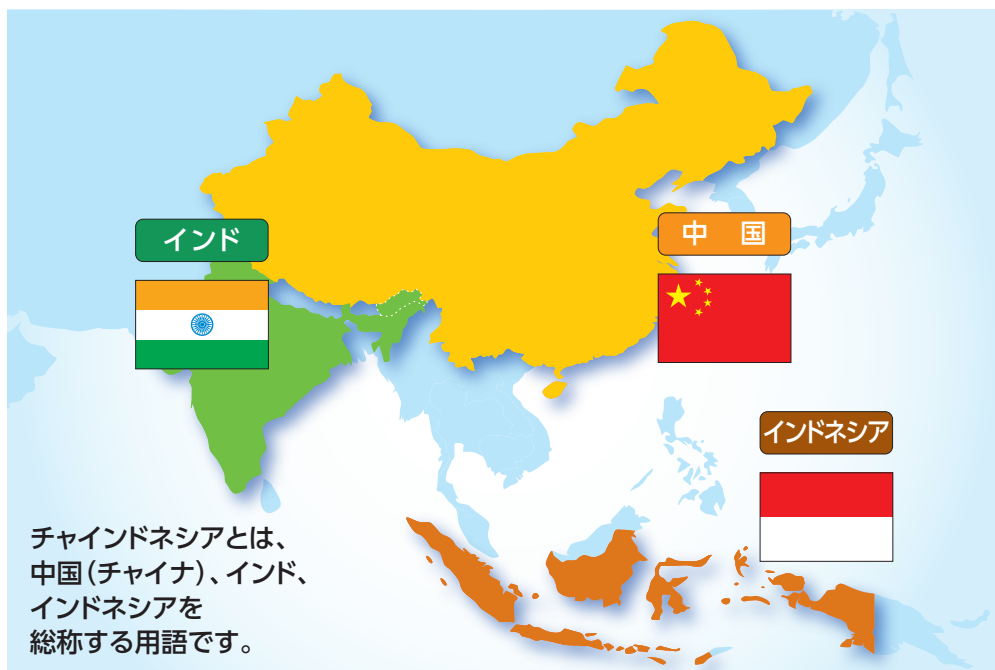 インド
中 国
インドネシア
チャインドネシアとは、
中国(チャイナ)、インド、
インドネシアを
総称する用語です。